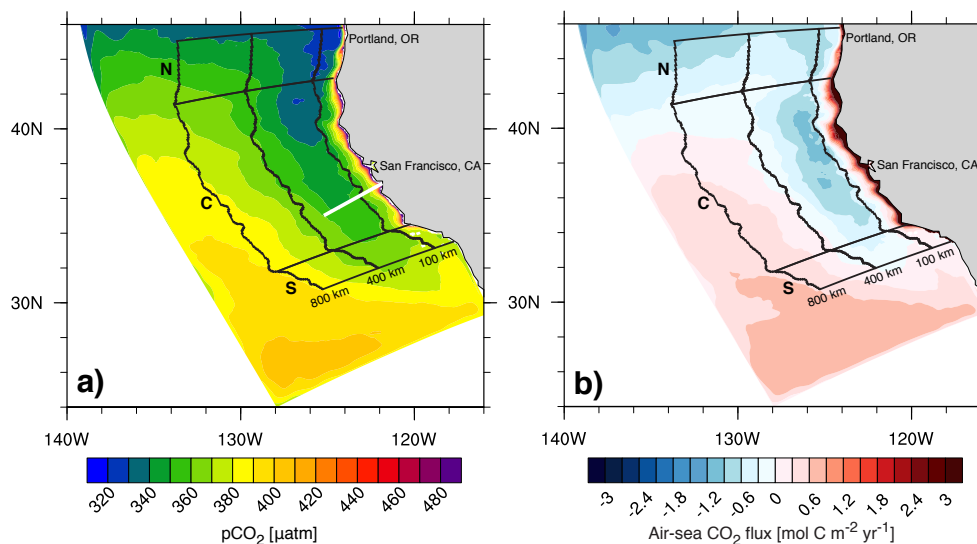 Portland, OR
N
40N
San Francisco, CA
C
S
100 km
400 km
800 km
30N
a)
140W
130W
120W
320
340
360
380
400
420
440
460
480
pCO₂ [μatm]
Portland, OR
N
40N
San Francisco, CA
C
S
100 km
400 km
800 km
30N
b)
140W
130W
120W
-3
-2.4
-1.8
-1.2
-0.6
0
0.6
1.2
1.8
2.4
3
Air-sea CO₂ flux [mol C m⁻² yr⁻¹]